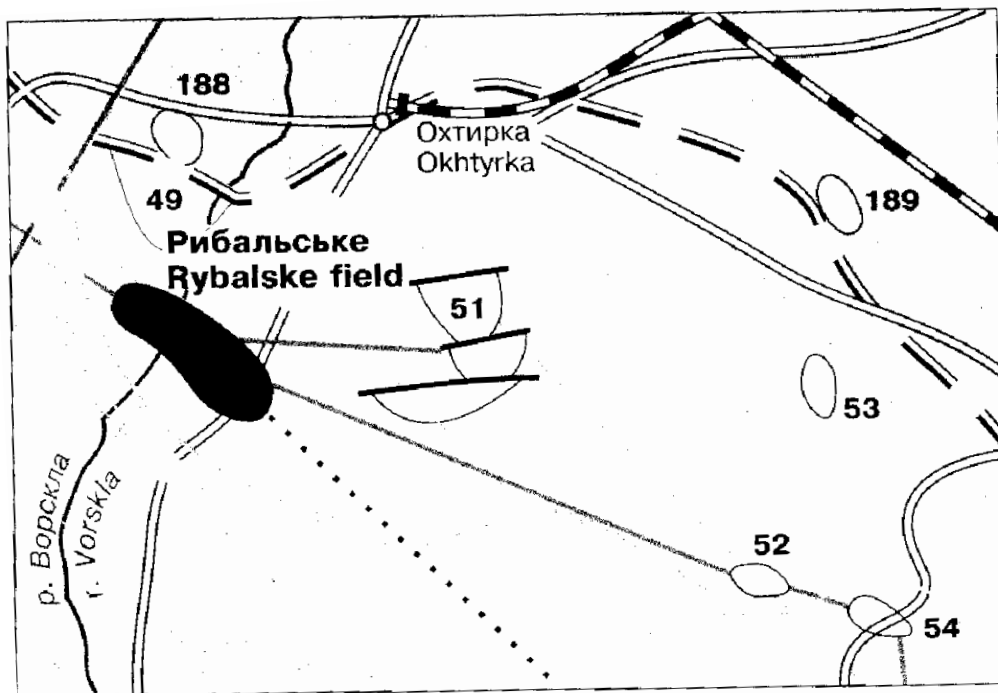 188
Охтирка
Okhtyrka
49
189
Рибальське
Rybalske field
51
53
р. Ворскла
r. Vorskla
52
54